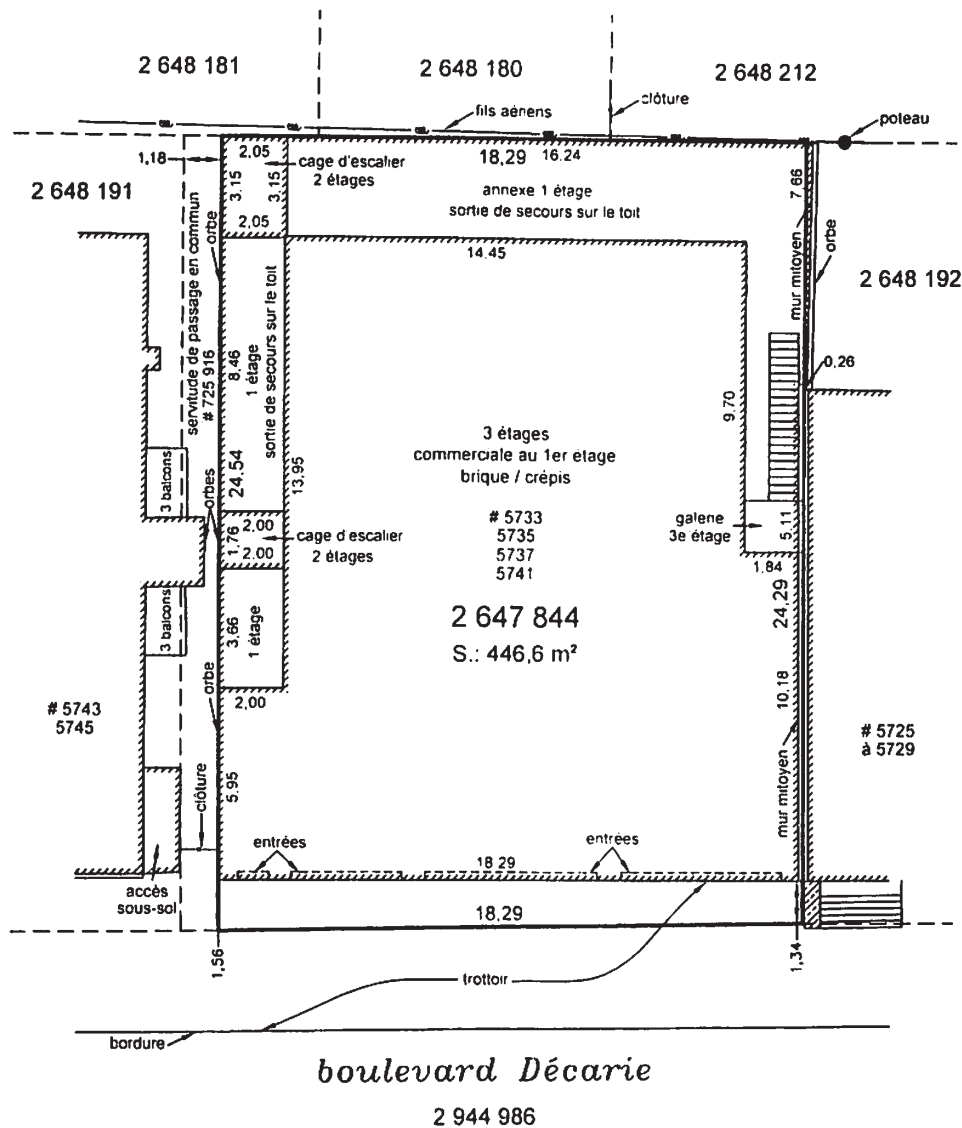 2 648 181
2 648 180
2 648 212
fils aériens
clôture
poteau
1,18
2,05
cage d'escalier
2 étages
18,29
16.24
3.15
3.15
2,05
annexe 1 étage
sortie de secours sur le toit
7.66
2 648 191
servitude de passage en commun
# 725 916
orbe
14.45
mur mitoyen
orbe
2 648 192
8,46
1 étage
sortie de secours sur le toit
0,26
9.70
24,54
13.95
3 étages
commerciale au 1er étage
brique / crépis
# 5733
5735
5737
5741
2 647 844
S.: 446,6 m²
3 balcons
orbes
2,00
1,76
2.00
cage d'escalier
2 étages
galerie
3e étage
5.11
1.84
24,29
3 balcons
3,66
1 étage
orbe
2,00
10,18
mur mitoyen
# 5743
5745
# 5725
à 5729
clôture
5.95
entrées
18 29
entrées
accès
sous-sol
18,29
1,56
1,34
trottoir
bordure
boulevard Décarie
2 944 986